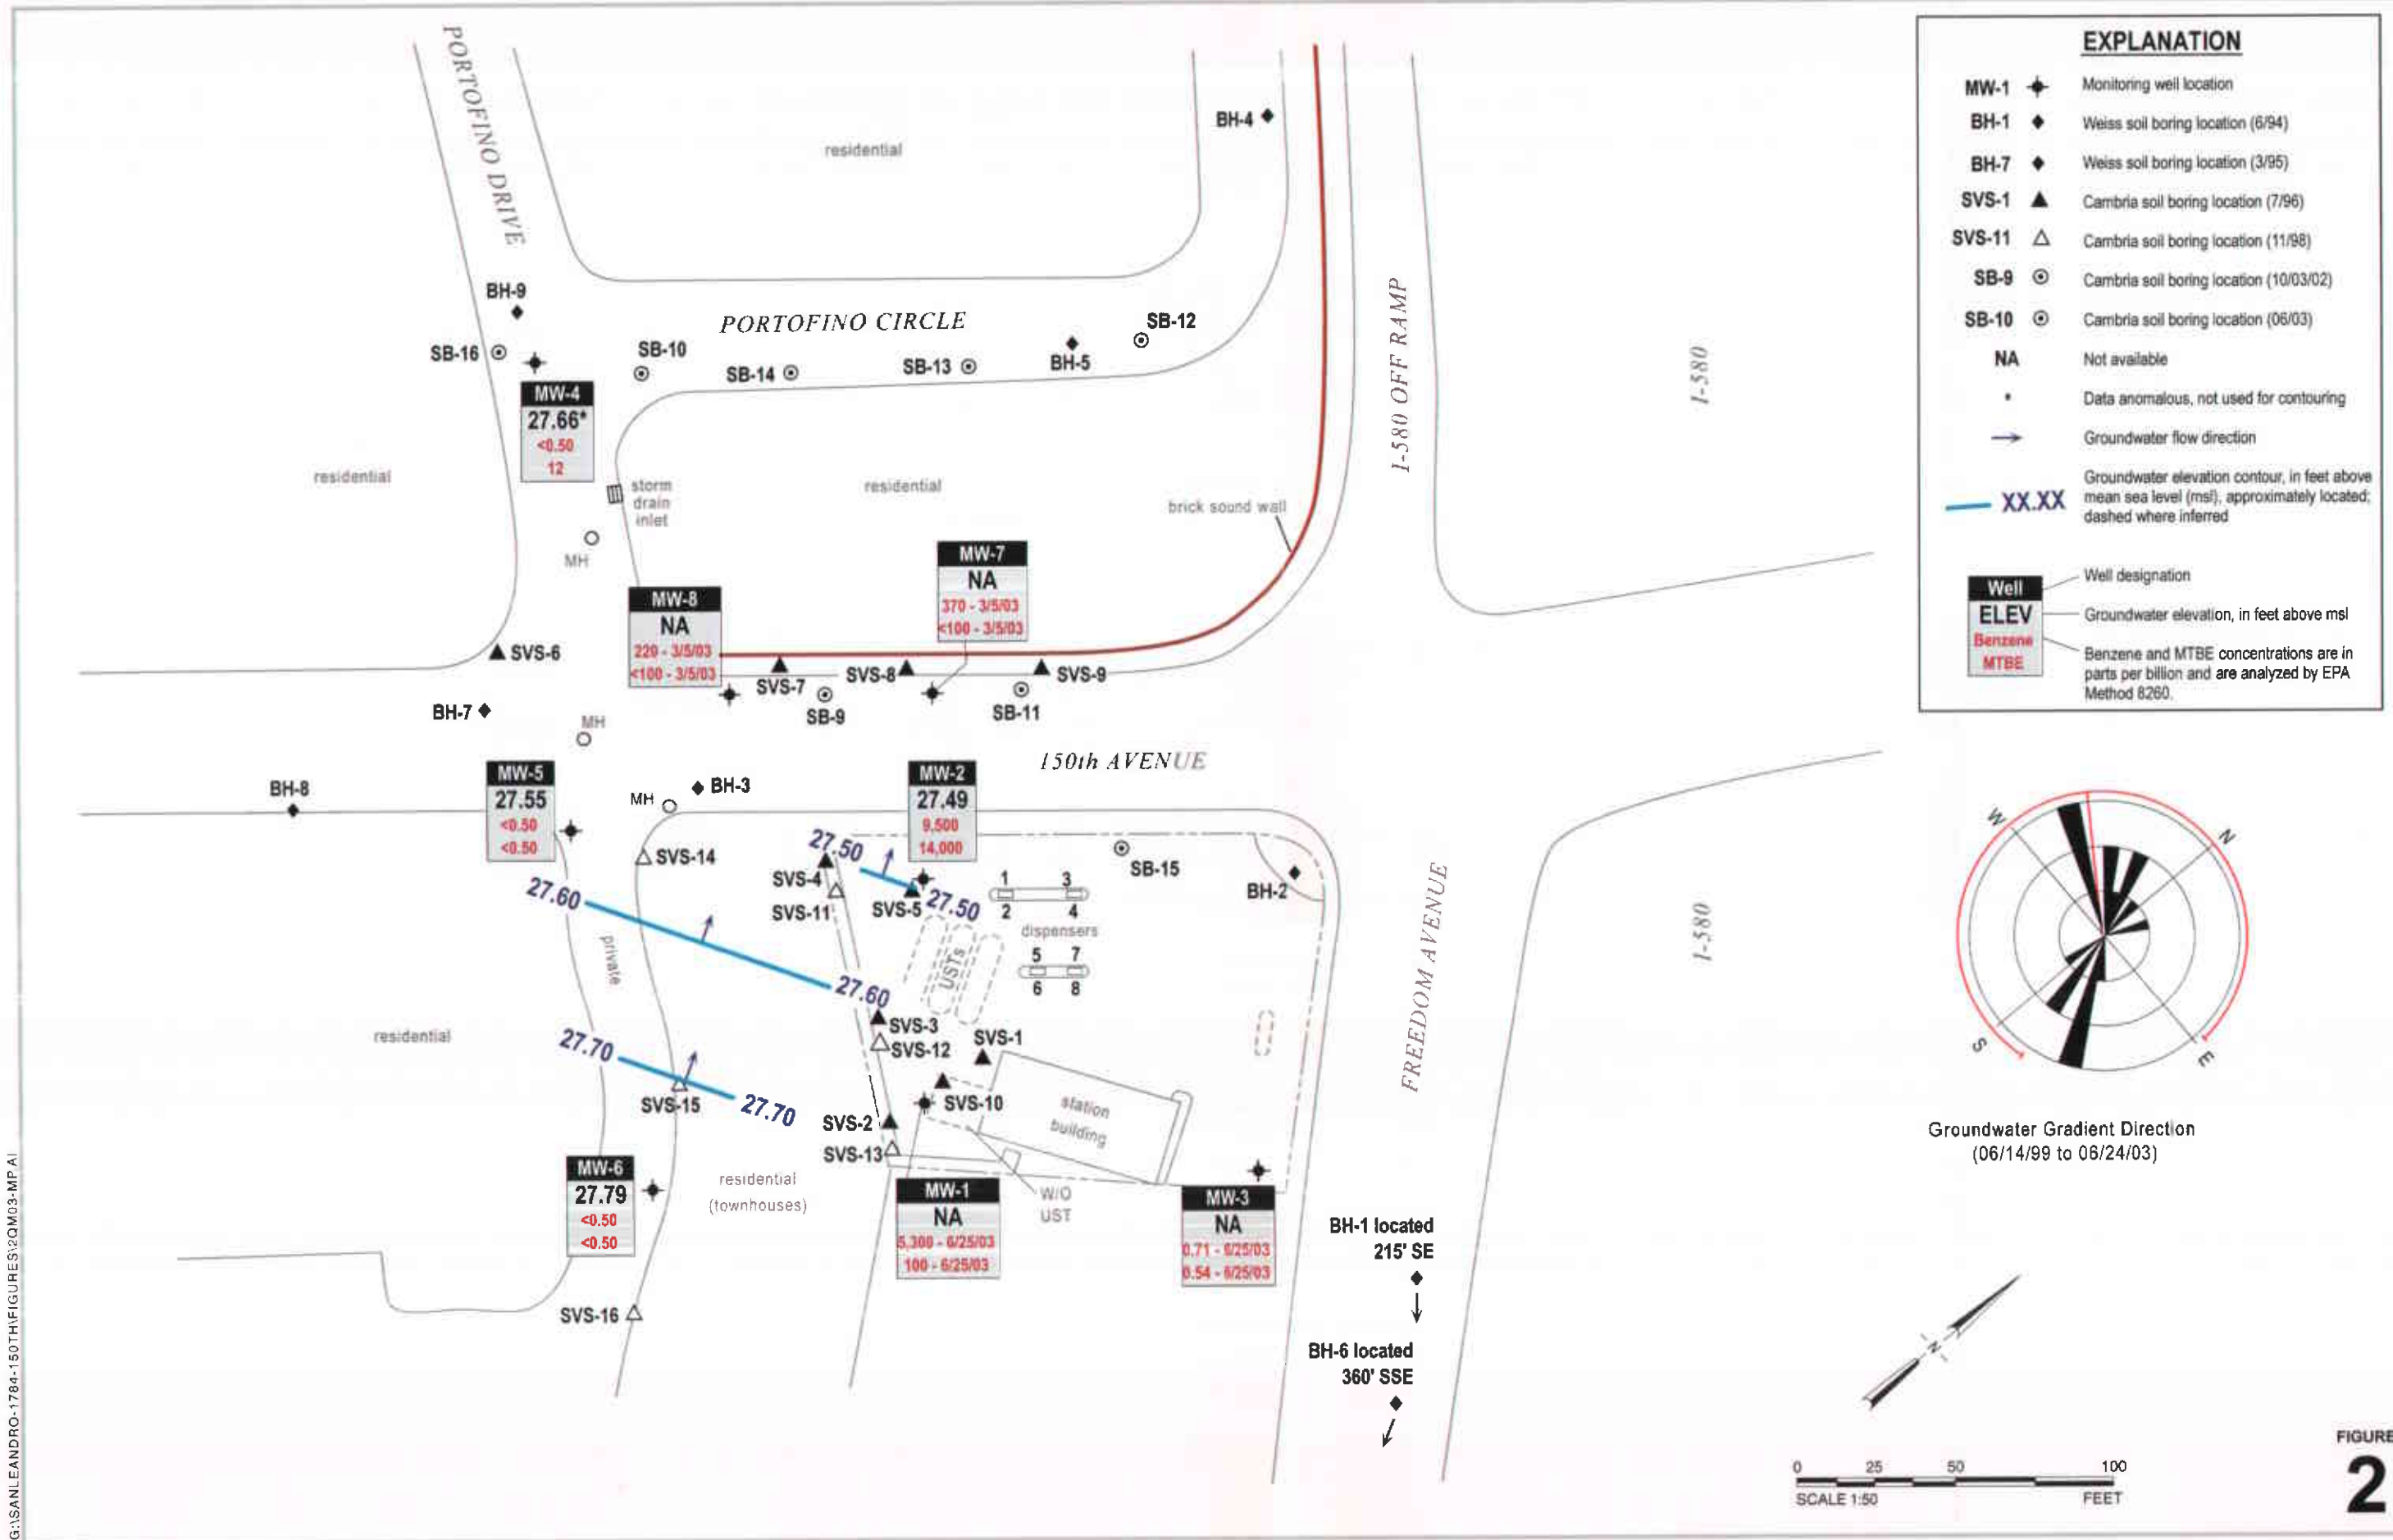 PORTOFINO DRIVE
residential
BH-4
BH-9
PORTOFINO CIRCLE
SB-12
SB-16
SB-10
SB-14
SB-13
BH-5
MW-4
27.66*
<0.50
12
residential
storm
drain
inlet
residential
brick sound wall
MH
I-580 OFF RAMP
I-580
MW-7
NA
370 - 3/5/03
<100 - 3/5/03
MW-8
NA
220 - 3/5/03
<100 - 3/5/03
SVS-6
SVS-7
SVS-8
SVS-9
SB-9
SB-11
BH-7
MH
150th AVENUE
MW-5
27.55
<0.50
<0.50
BH-8
MH
BH-3
MW-2
27.49
9,500
14,000
SVS-14
27.50
SVS-4
SVS-11
SVS-5
27.50
1
3
2
4
dispensers
5
7
6
8
USTs
SB-15
BH-2
27.60
27.60
private
residential
FREEDOM AVENUE
I-580
SVS-3
SVS-12
SVS-1
27.70
27.70
SVS-15
SVS-10
SVS-2
SVS-13
station
building
MW-6
27.79
<0.50
<0.50
residential
(townhouses)
MW-1
NA
5,300 - 6/25/03
100 - 6/25/03
W/O
UST
MW-3
NA
0.71 - 6/25/03
0.54 - 6/25/03
SVS-16
BH-1 located
215' SE
BH-6 located
360' SSE
EXPLANATION
MW-1 Monitoring well location
BH-1 Weiss soil boring location (6/94)
BH-7 Weiss soil boring location (3/95)
SVS-1 Cambria soil boring location (7/96)
SVS-11 Cambria soil boring location (11/98)
SB-9 Cambria soil boring location (10/03/02)
SB-10 Cambria soil boring location (06/03)
NA Not available
* Data anomalous, not used for contouring
Groundwater flow direction
XX.XX Groundwater elevation contour, in feet above
mean sea level (msl), approximately located;
dashed where inferred
Well
ELEV
Benzene
MTBE
Well designation
Groundwater elevation, in feet above msl
Benzene and MTBE concentrations are in
parts per billion and are analyzed by EPA
Method 8260.
W
N
S
E
Groundwater Gradient Direction
(06/14/99 to 06/24/03)
N
0 25 50 100
SCALE 1:50 FEET
FIGURE
2
G:\SANLEANDRO-1784-150TH\FIGURES\2QM03-MP.AI